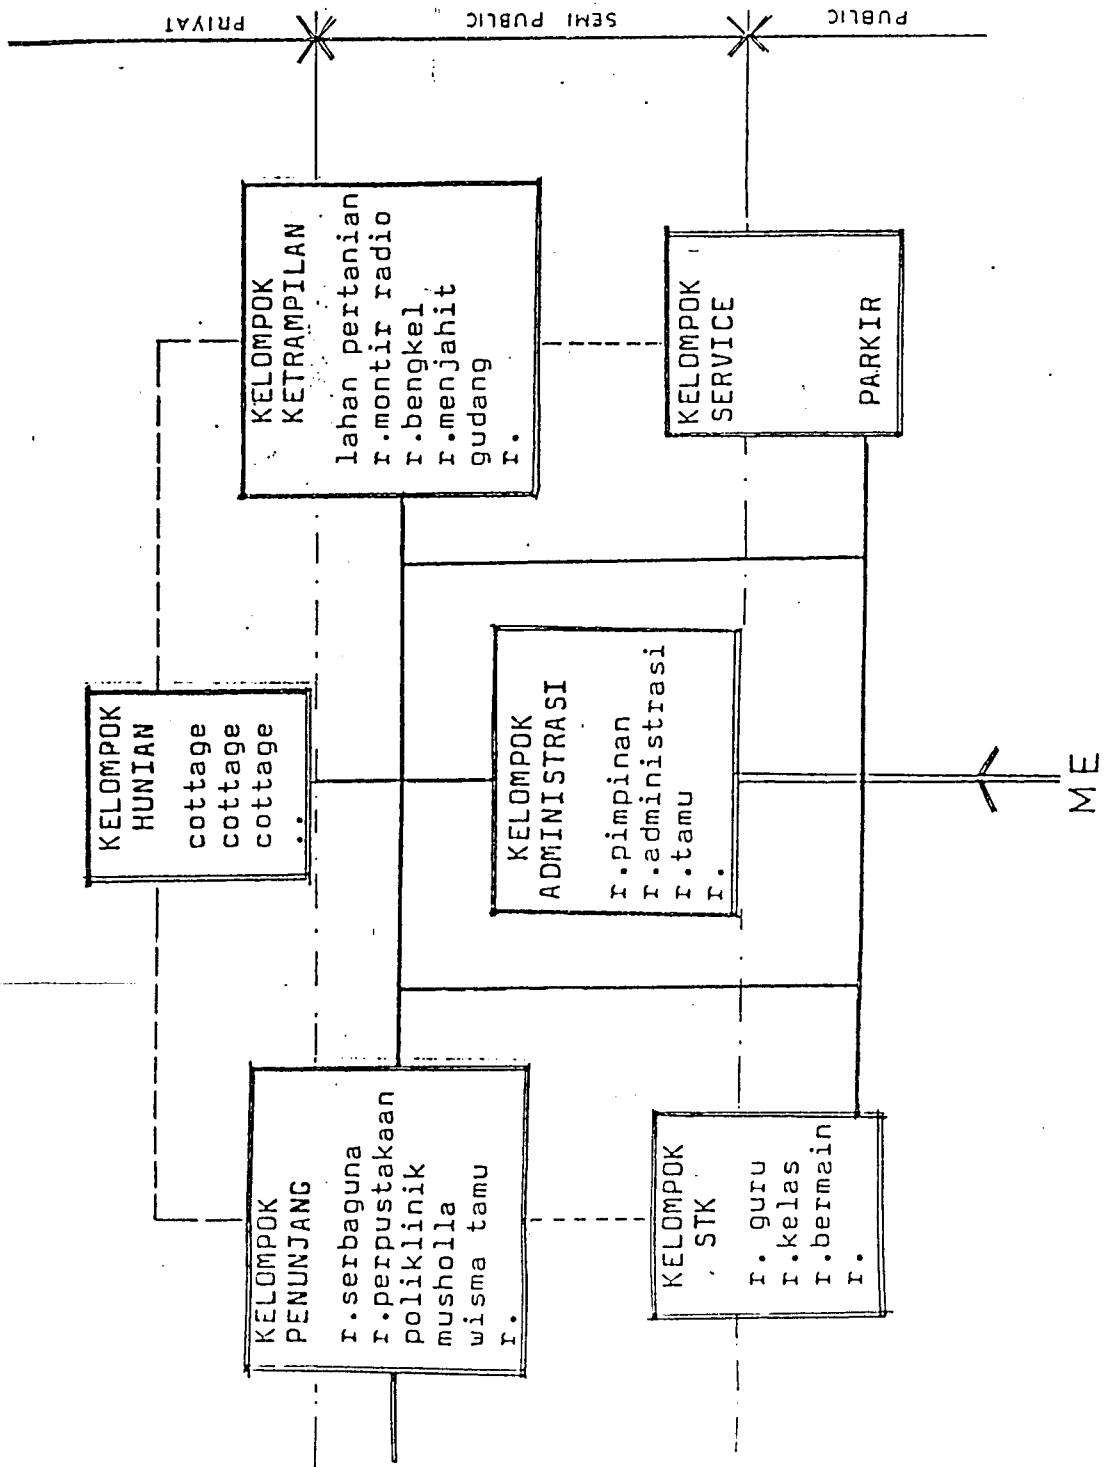 KELOMPOK
HUNIAN
cottage
cottage
cottage
..
KELOMPOK
PENUNJANG
r.serbaguna
r.perpustakaan
poliklinik
musholla
wisma tamu
r.
KELOMPOK
KETRAMPILAN
lahan pertanian
r.montir radio
r.bengkel
r.menjahit
gudang
r.
KELOMPOK
ADMINISTRASI
r.pimpinan
r.administrasi
r.tamu
r.
KELOMPOK
STK
r. guru
r.kelas
r.bermain
r.
KELOMPOK
SERVICE
PARKIR
ME
PRIYAT
SEMI PUBLIC
PUBLIC